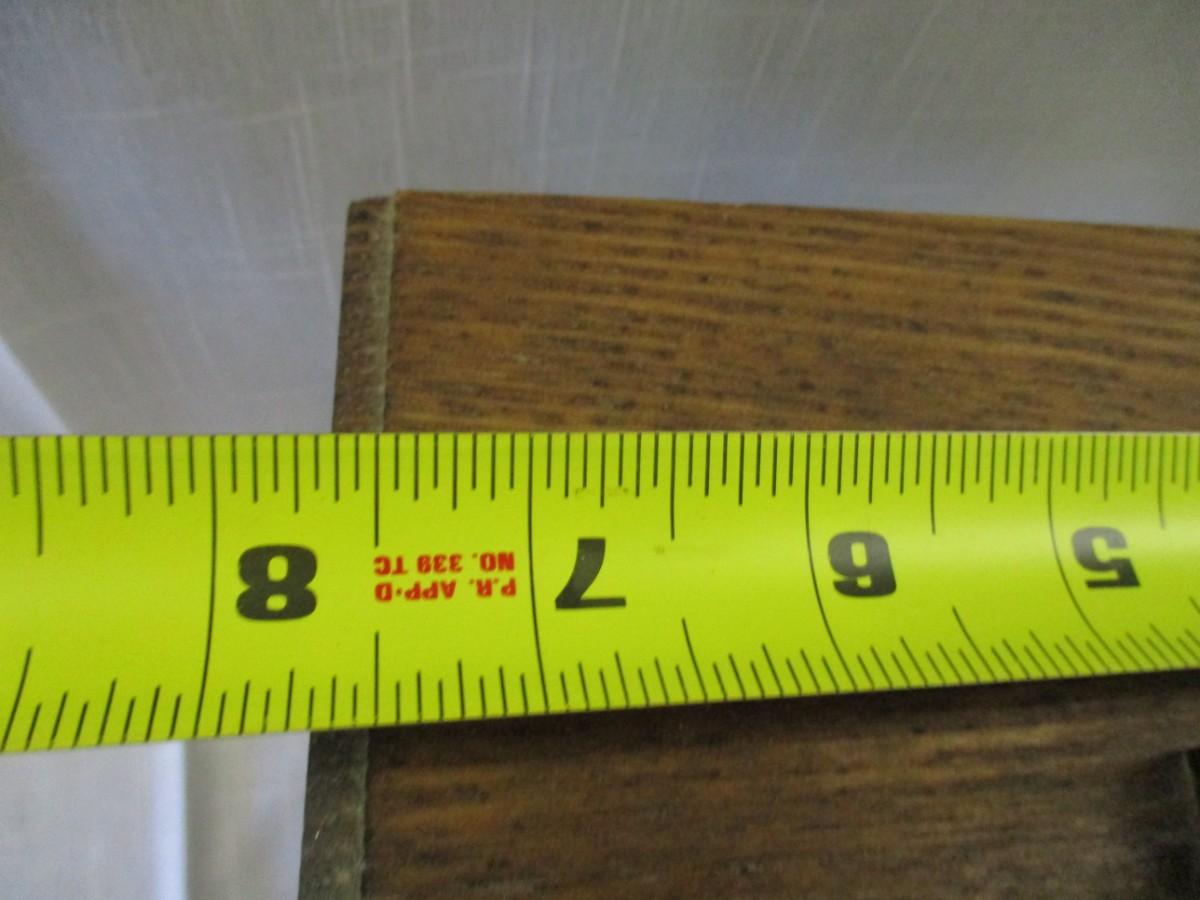 5 6 7 8
P.R. APP-D
NO. 339 TC